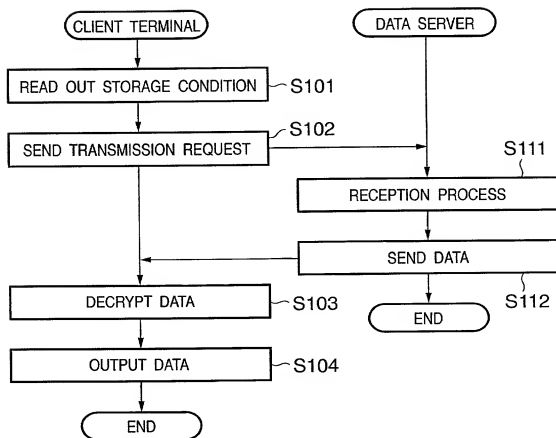 CLIENT TERMINAL
DATA SERVER
READ OUT STORAGE CONDITION
S101
SEND TRANSMISSION REQUEST
S102
S111
RECEPTION PROCESS
SEND DATA
S112
DECRYPT DATA
S103
END
OUTPUT DATA
S104
END